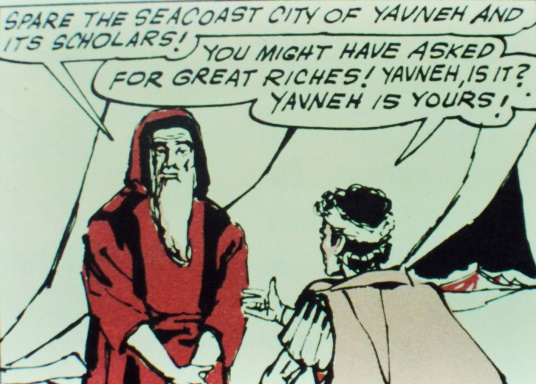 SPARE THE SEACOAST CITY OF YAVNEH AND
ITS SCHOLARS!
YOU MIGHT HAVE ASKED
FOR GREAT RICHES! YAVNEH, IS IT?
YAVNEH IS YOURS!